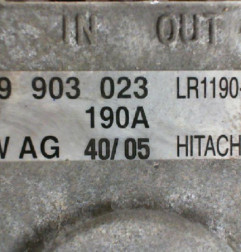 IN OUT
9 903 023 LR1190-
190A
W AG 40/05 HITACH